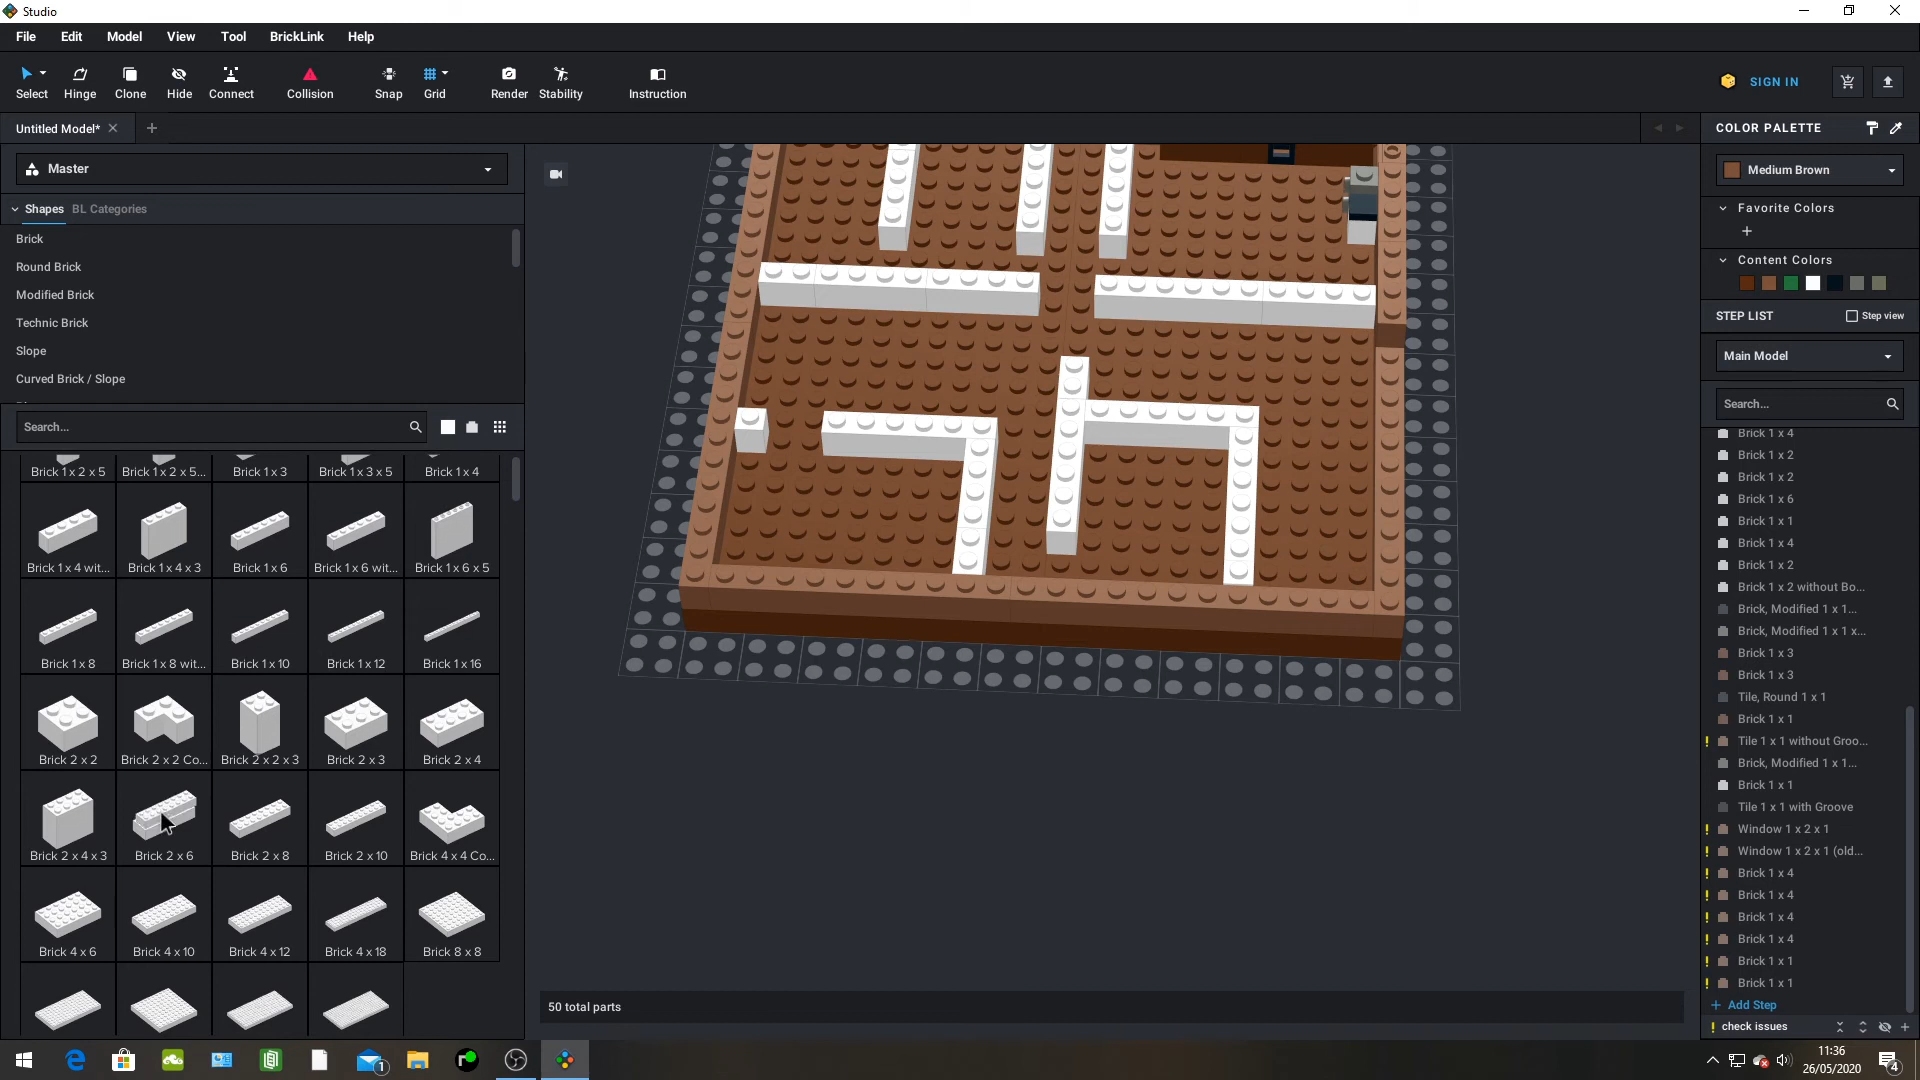 Studio
File Edit Model View Tool BrickLink Help
Select Hinge Clone Hide Connect Collision Snap Grid Render Stability Instruction
SIGN IN
Untitled Model*
Master
Shapes BL Categories
Brick
Round Brick
Modified Brick
Technic Brick
Slope
Curved Brick / Slope
Search...
Brick 1 x 2 x 5 Brick 1 x 2 x 5... Brick 1 x 3 Brick 1 x 3 x 5 Brick 1 x 4
Brick 1 x 4 wit... Brick 1 x 4 x 3 Brick 1 x 6 Brick 1 x 6 wit... Brick 1 x 6 x 5
Brick 1 x 8 Brick 1 x 8 wit... Brick 1 x 10 Brick 1 x 12 Brick 1 x 16
Brick 2 x 2 Brick 2 x 2 Co... Brick 2 x 2 x 3 Brick 2 x 3 Brick 2 x 4
Brick 2 x 4 x 3 Brick 2 x 6 Brick 2 x 8 Brick 2 x 10 Brick 4 x 4 Co...
Brick 4 x 6 Brick 4 x 10 Brick 4 x 12 Brick 4 x 18 Brick 8 x 8
50 total parts
COLOR PALETTE
Medium Brown
Favorite Colors
+
Content Colors
STEP LIST Step view
Main Model
Search...
Brick 1 x 4
Brick 1 x 2
Brick 1 x 2
Brick 1 x 6
Brick 1 x 1
Brick 1 x 4
Brick 1 x 2
Brick 1 x 2 without Bo...
Brick, Modified 1 x 1...
Brick, Modified 1 x 1 x...
Brick 1 x 3
Brick 1 x 3
Tile, Round 1 x 1
Brick 1 x 1
! Tile 1 x 1 without Groo...
Brick, Modified 1 x 1...
Brick 1 x 1
Tile 1 x 1 with Groove
! Window 1 x 2 x 1
! Window 1 x 2 x 1 (old...
! Brick 1 x 4
! Brick 1 x 4
! Brick 1 x 4
! Brick 1 x 4
! Brick 1 x 1
! Brick 1 x 1
+ Add Step
! check issues
1
11:36
26/05/2020
4